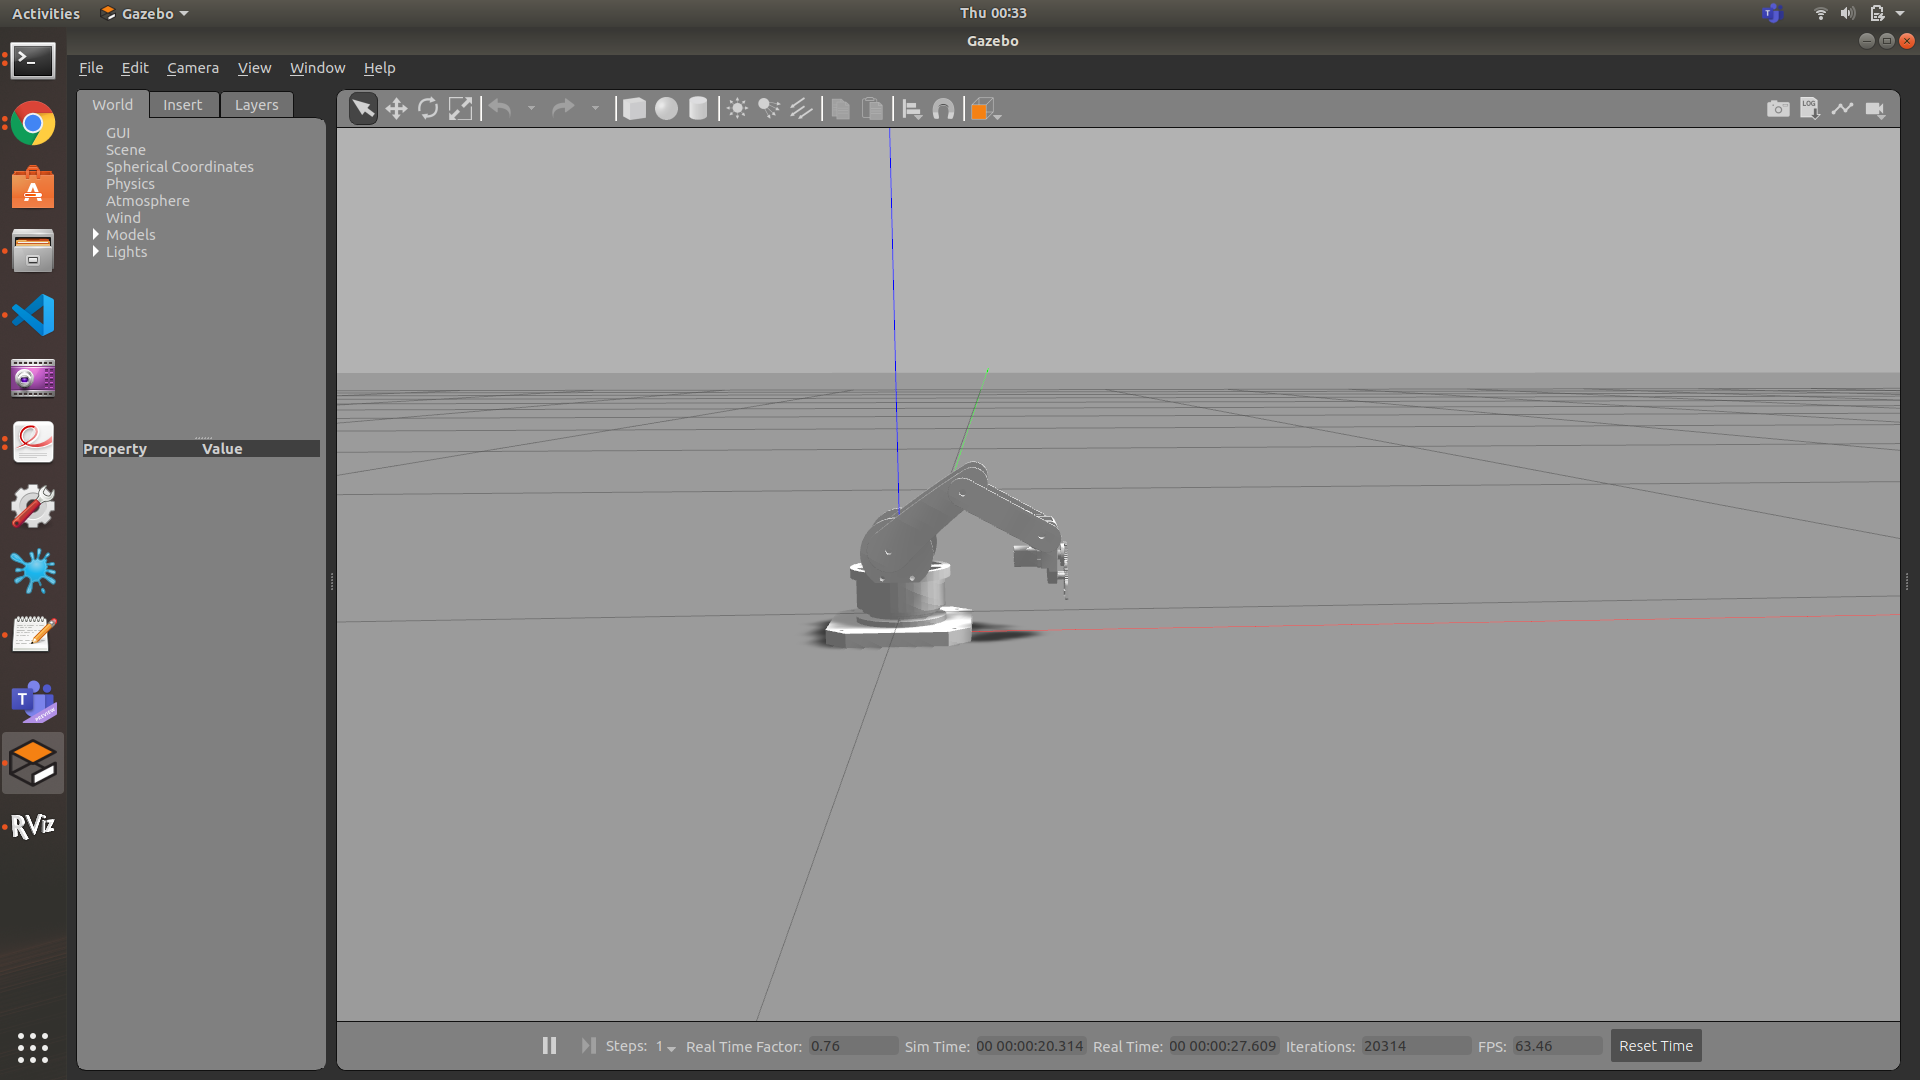 Activities Gazebo Thu 00:33
Gazebo
File Edit Camera View Window Help
World Insert Layers
GUI
Scene
Spherical Coordinates
Physics
Atmosphere
Wind
Models
Lights
Property Value
LOG
T
PREVIEW
RViz
Steps: 1 Real Time Factor: 0.76 Sim Time: 00 00:00:20.314 Real Time: 00 00:00:27.609 Iterations: 20314 FPS: 63.46 Reset Time